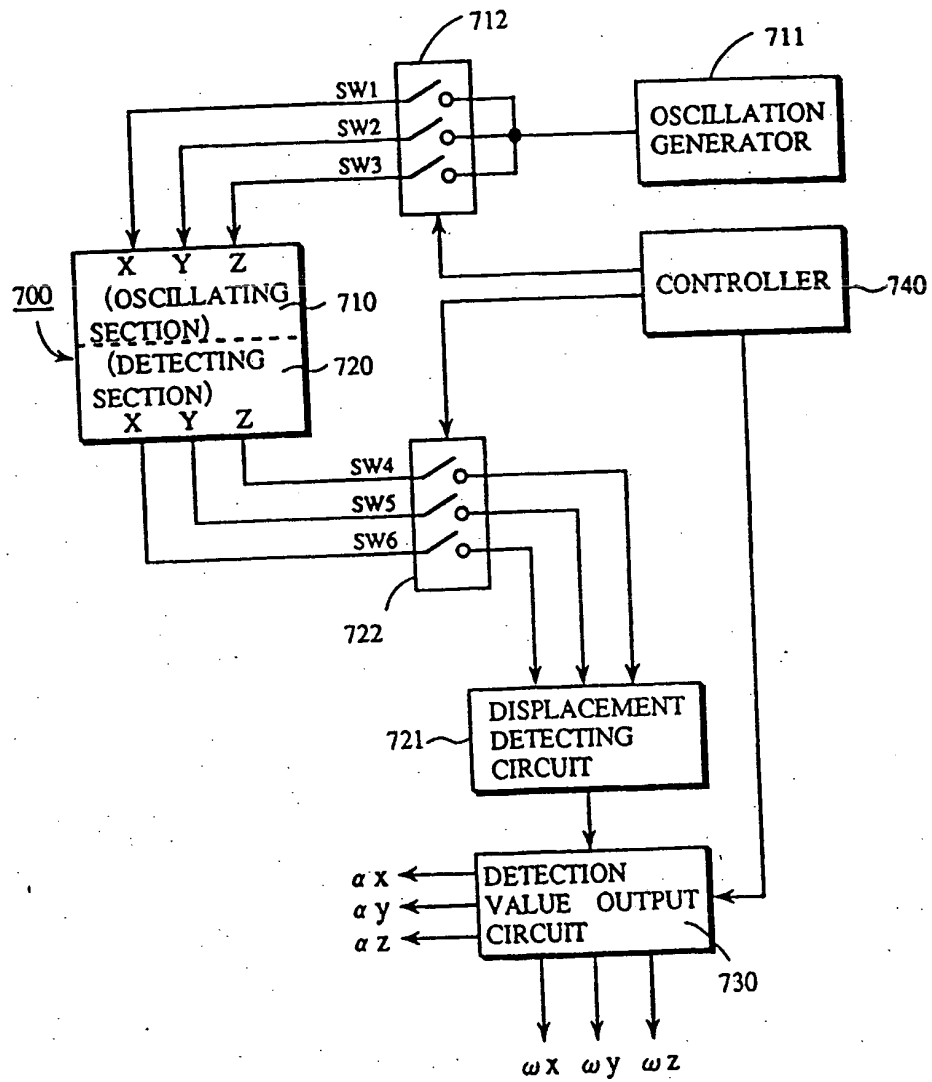 712
711
SW1
SW2
SW3
OSCILLATION
GENERATOR
X Y Z
(OSCILLATING
SECTION)
710
700
(DETECTING
SECTION)
720
X Y Z
CONTROLLER
740
SW4
SW5
SW6
722
DISPLACEMENT
DETECTING
CIRCUIT
721
DETECTION
VALUE OUTPUT
CIRCUIT
730
α x
α y
α z
ω x ω y ω z